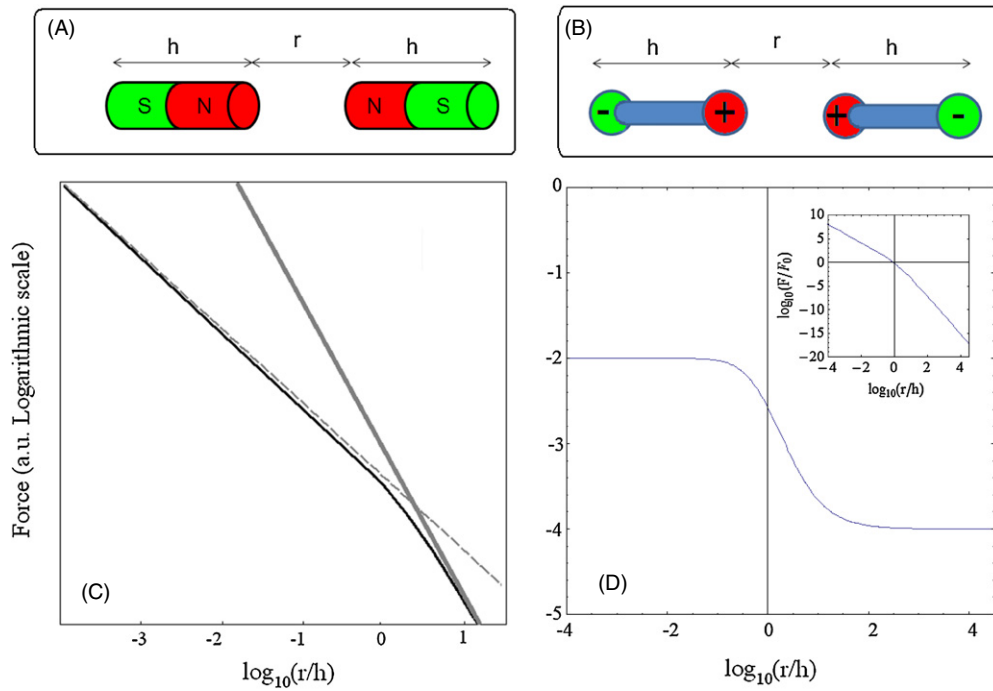 (A)
h r h
S N N S
(B)
h r h
- + + -
Force (a.u. Logarithmic scale)
(C)
-3 -2 -1 0 1
log10(r/h)
0
-1
-2
-3
-4
-5
-4 -2 0 2 4
log10(r/h)
(D)
log10(F/F0)
10
5
0
-5
-10
-15
-20
-4 -2 0 2 4
log10(r/h)